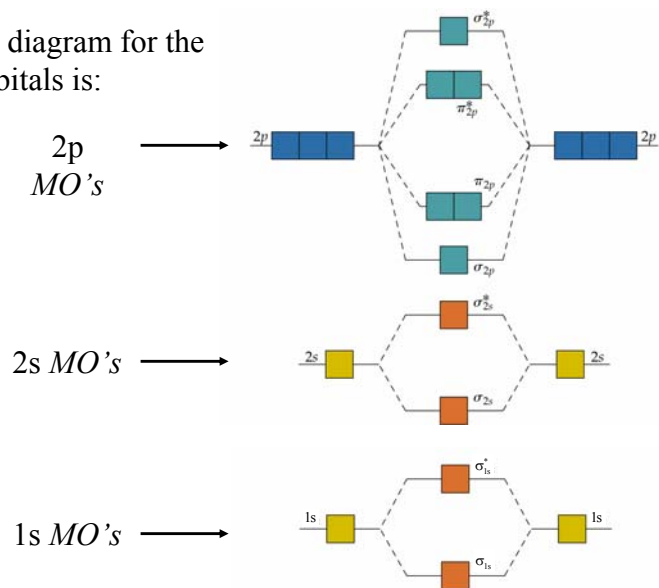 diagram for the
bitals is:
2p
MO's
2s MO's
1s MO's
σ*2p
π*2p
2p
2p
π2p
σ2p
σ*2s
2s
2s
σ2s
σ*1s
1s
1s
σ1s